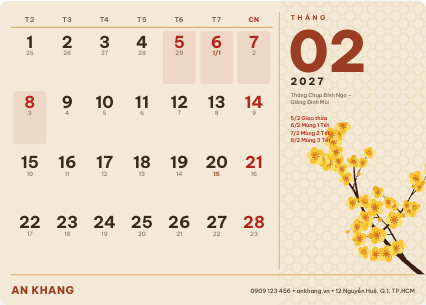 T2 T3 T4 T5 T6 T7 CN
1 2 3 4 5 6 7
25 26 27 28 29 1/1 2
8 9 10 11 12 13 14
3 4 5 6 7 8 9
15 16 17 18 19 20 21
10 11 12 13 14 15 16
22 23 24 25 26 27 28
17 18 19 20 21 22 23
THÁNG
02
2027
Tháng Chạp Bính Ngọ –
Giêng Đinh Mùi
5/2 Giao thừa
6/2 Mùng 1 Tết
7/2 Mùng 2 Tết
8/2 Mùng 3 Tết
AN KHANG
0909 123 456 • ankhang.vn • 12 Nguyễn Huệ, Q.1, TP.HCM